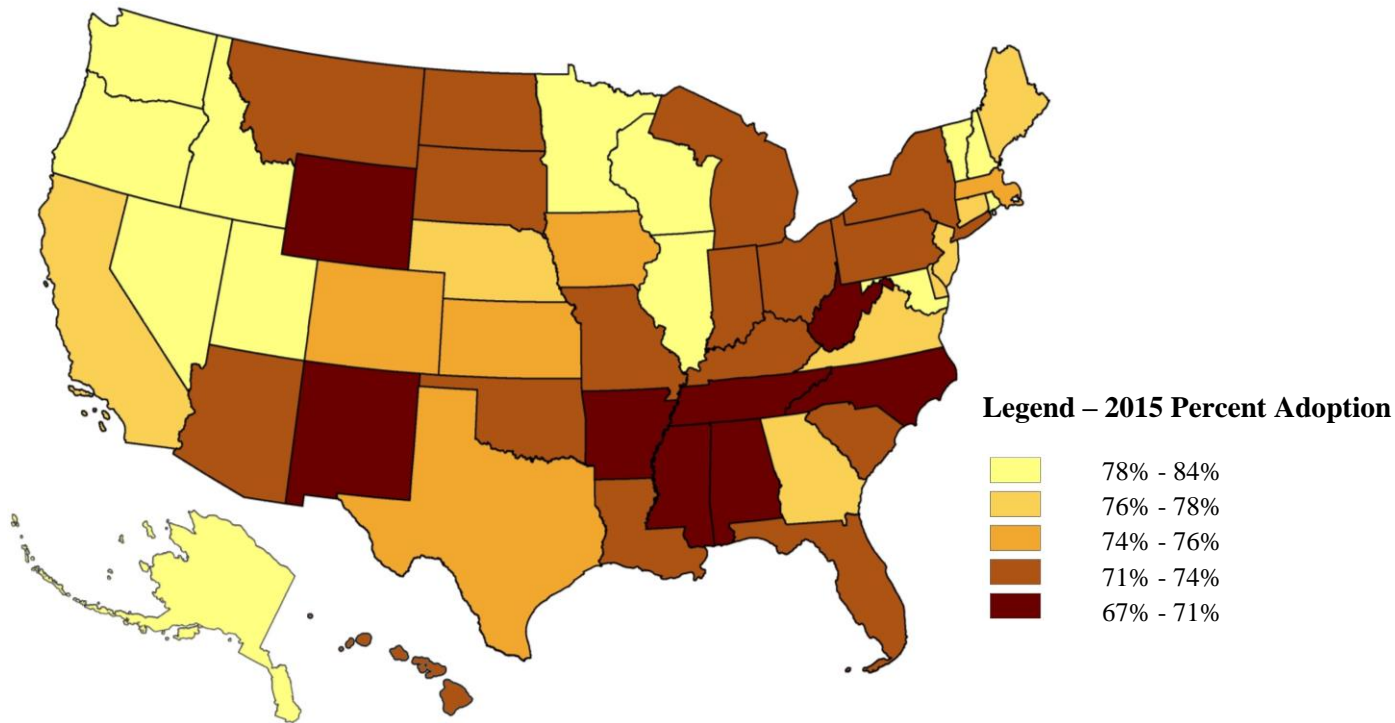 Legend – 2015 Percent Adoption
78% - 84%
76% - 78%
74% - 76%
71% - 74%
67% - 71%